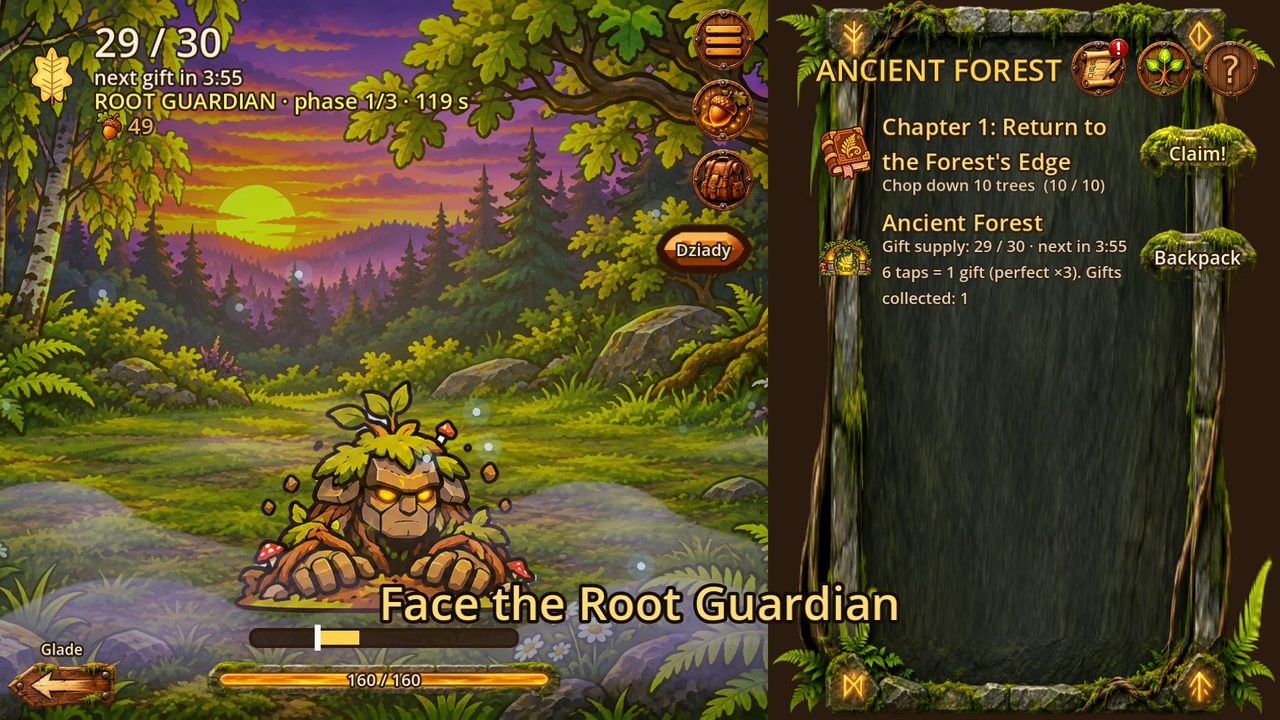 29 / 30
next gift in 3:55
ROOT GUARDIAN · phase 1/3 · 119 s
49
Dziady
Face the Root Guardian
Glade
160 / 160
ANCIENT FOREST
!
?
Chapter 1: Return to
the Forest's Edge
Chop down 10 trees (10 / 10)
Claim!
Ancient Forest
Gift supply: 29 / 30 · next in 3:55
6 taps = 1 gift (perfect ×3). Gifts
collected: 1
Backpack